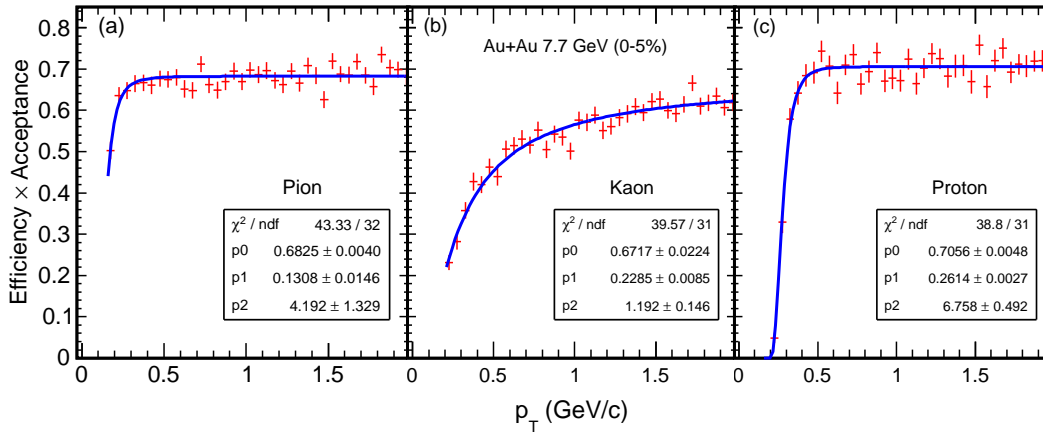 (a)
(b)
(c)
Au+Au 7.7 GeV (0-5%)
Efficiency × Acceptance
0.8
0.7
0.6
0.5
0.4
0.3
0.2
0.1
0
Pion
χ² / ndf 43.33 / 32
p0 0.6825 ± 0.0040
p1 0.1308 ± 0.0146
p2 4.192 ± 1.329
Kaon
χ² / ndf 39.57 / 31
p0 0.6717 ± 0.0224
p1 0.2285 ± 0.0085
p2 1.192 ± 0.146
Proton
χ² / ndf 38.8 / 31
p0 0.7056 ± 0.0048
p1 0.2614 ± 0.0027
p2 6.758 ± 0.492
0 0.5 1 1.5
0 0.5 1 1.5
0 0.5 1 1.5
p_T (GeV/c)